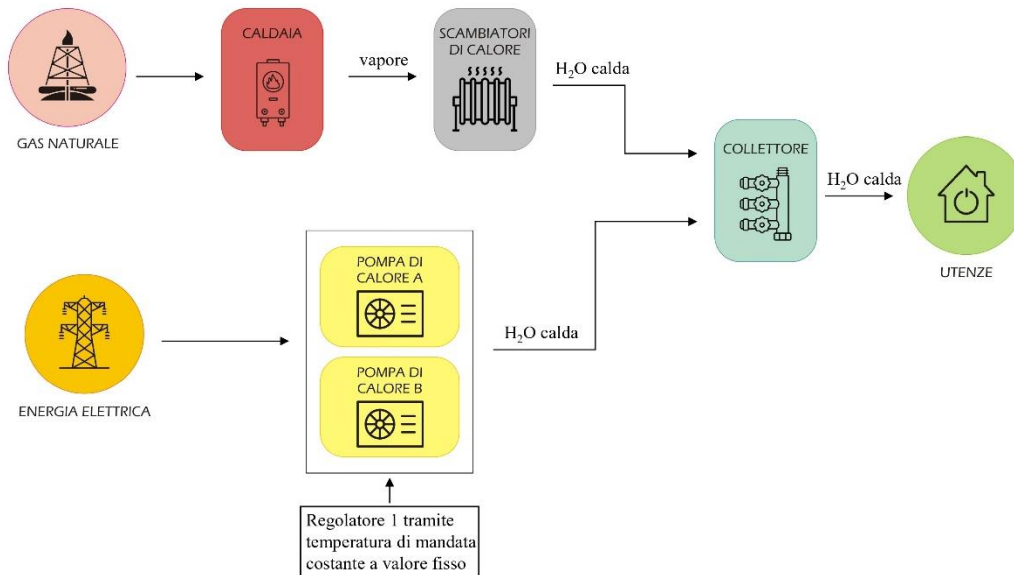 GAS NATURALE
CALDAIA
vapore
SCAMBIATORI
DI CALORE
H₂O calda
COLLETTORE
H₂O calda
UTENZE
ENERGIA ELETTRICA
POMPA DI
CALORE A
POMPA DI
CALORE B
H₂O calda
Regolatore 1 tramite
temperatura di mandata
costante a valore fisso